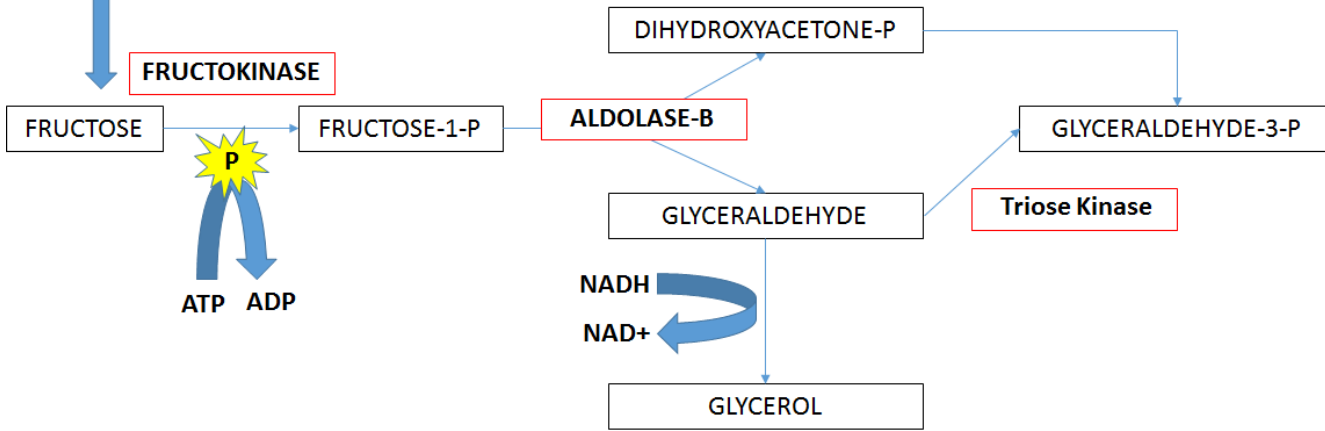 DIHYDROXYACETONE-P
FRUCTOKINASE
FRUCTOSE
FRUCTOSE-1-P
ALDOLASE-B
GLYCERALDEHYDE-3-P
P
GLYCERALDEHYDE
Triose Kinase
ATP
ADP
NADH
NAD+
GLYCEROL